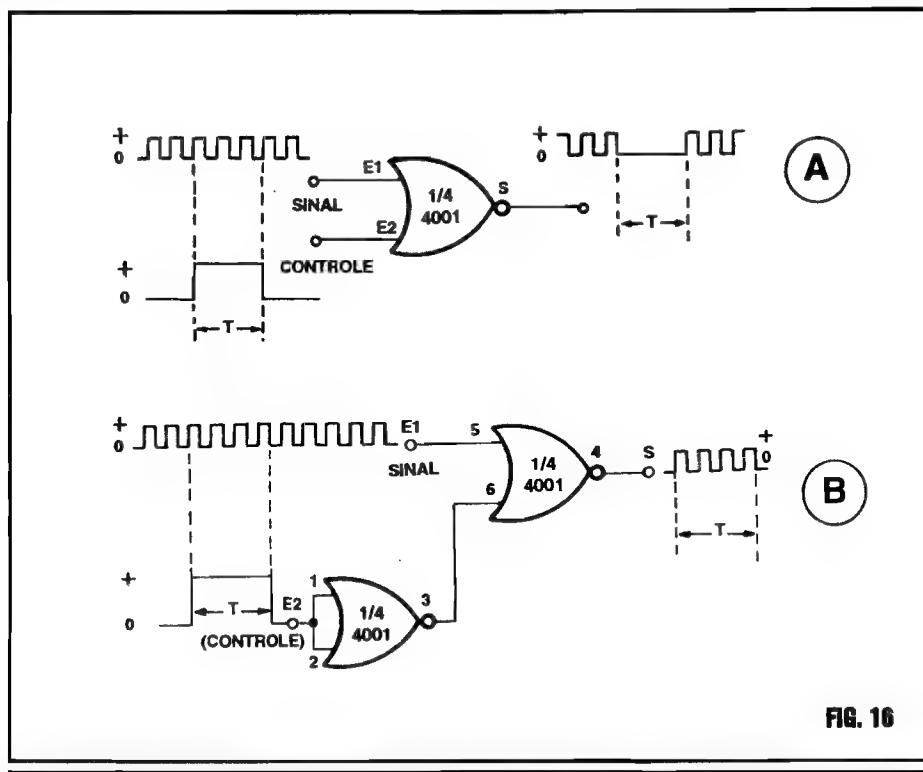 +
0
E1
SINAL
E2
CONTROLE
1/4
4001
S
+
0
T
A
+
0
T
+
0
E1
SINAL
5
6
1/4
4001
4
S
+
0
T
B
+
0
T
E2
(CONTROLE)
1
2
1/4
4001
3
FIG. 16